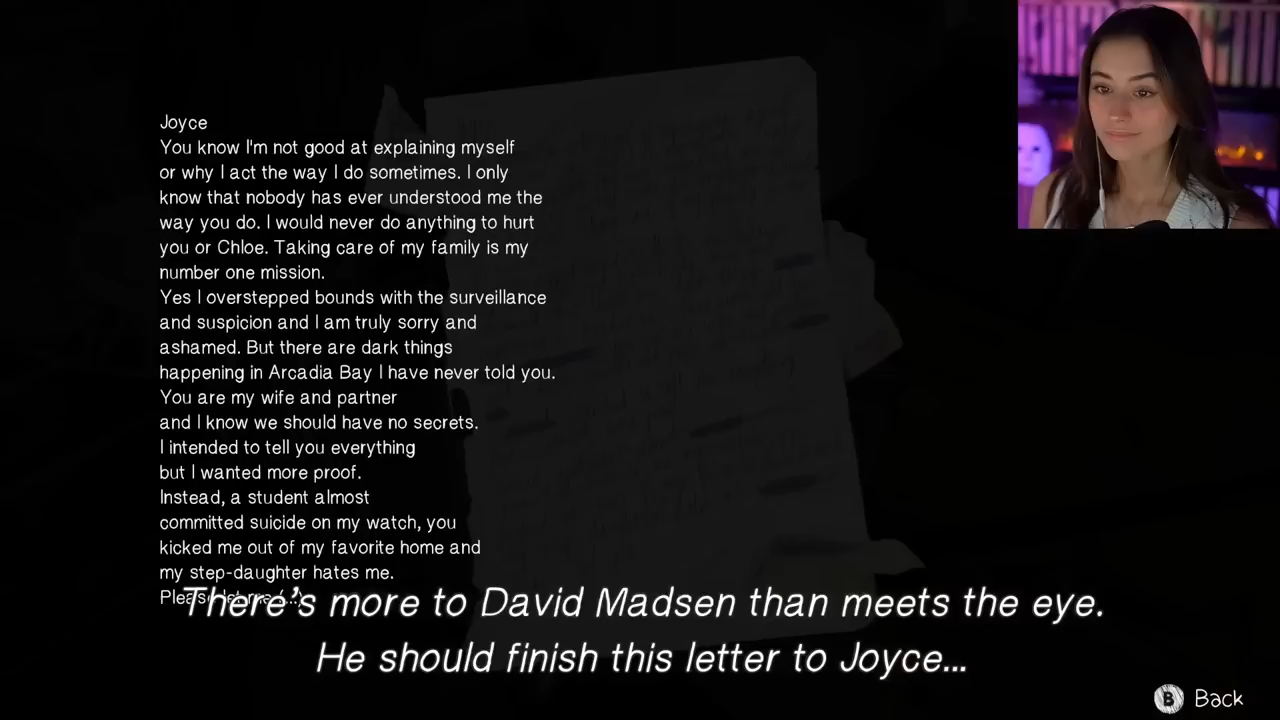 Joyce
You know I'm not good at explaining myself
or why I act the way I do sometimes. I only
know that nobody has ever understood me the
way you do. I would never do anything to hurt
you or Chloe. Taking care of my family is my
number one mission.
Yes I overstepped bounds with the surveillance
and suspicion and I am truly sorry and
ashamed. But there are dark things
happening in Arcadia Bay I have never told you.
You are my wife and partner
and I know we should have no secrets.
I intended to tell you everything
but I wanted more proof.
Instead, a student almost
committed suicide on my watch, you
kicked me out of my favorite home and
my step-daughter hates me.
There's more to David Madsen than meets the eye.
He should finish this letter to Joyce...
B Back